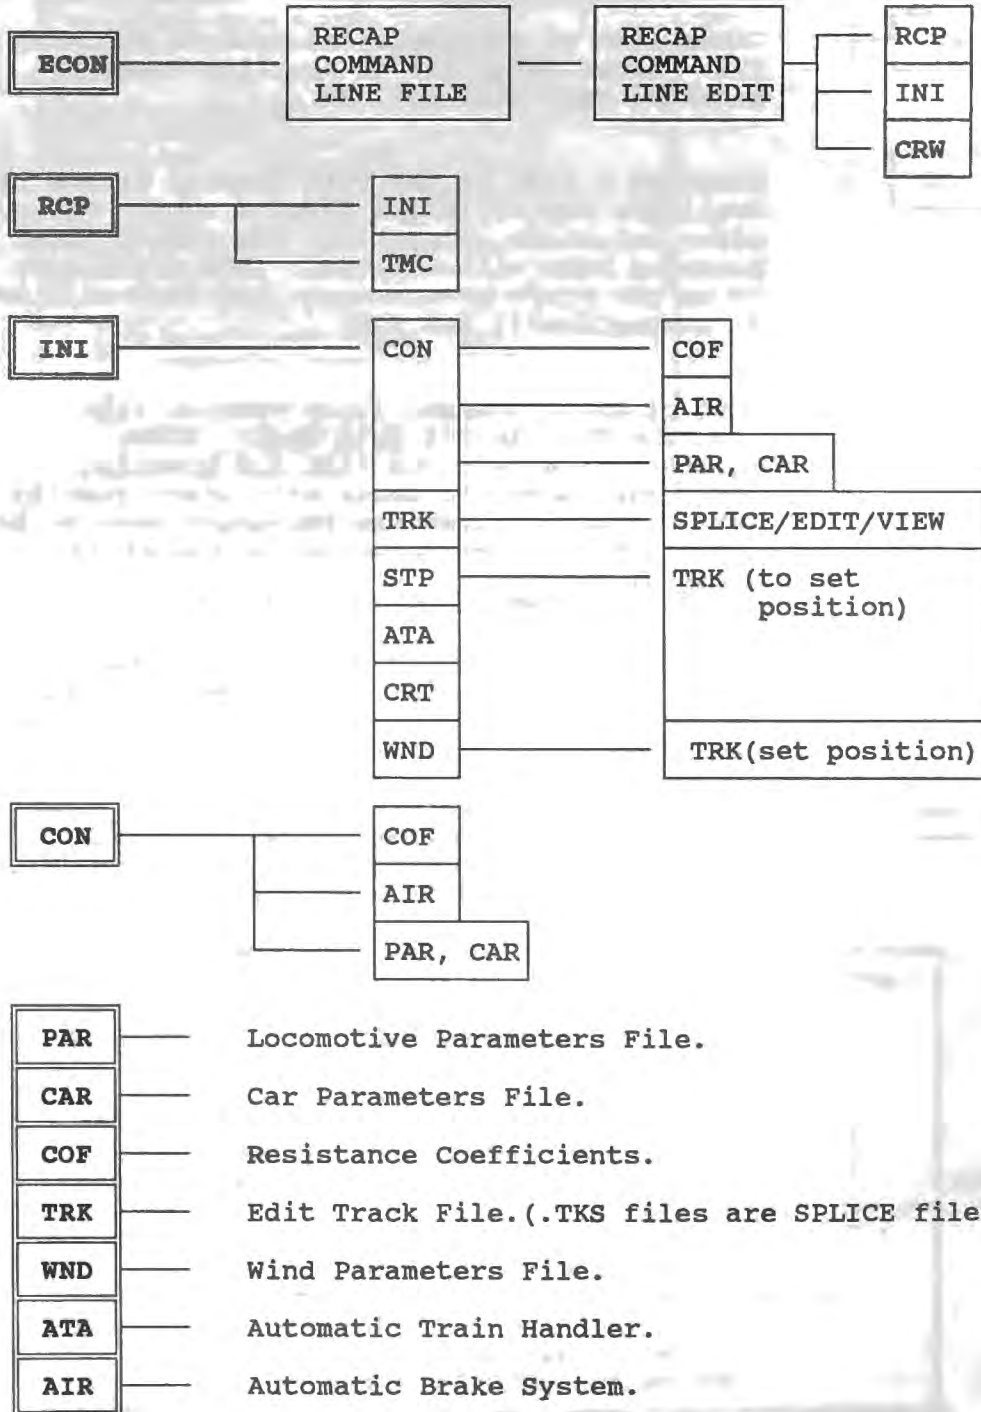 ECON
RECAP
COMMAND
LINE FILE
RECAP
COMMAND
LINE EDIT
RCP
INI
CRW
RCP
INI
TMC
INI
CON
COF
AIR
PAR, CAR
TRK
SPLICE/EDIT/VIEW
STP
TRK (to set
position)
ATA
CRT
WND
TRK(set position)
CON
COF
AIR
PAR, CAR
PAR
Locomotive Parameters File.
CAR
Car Parameters File.
COF
Resistance Coefficients.
TRK
Edit Track File.(.TKS files are SPLICE file
WND
Wind Parameters File.
ATA
Automatic Train Handler.
AIR
Automatic Brake System.